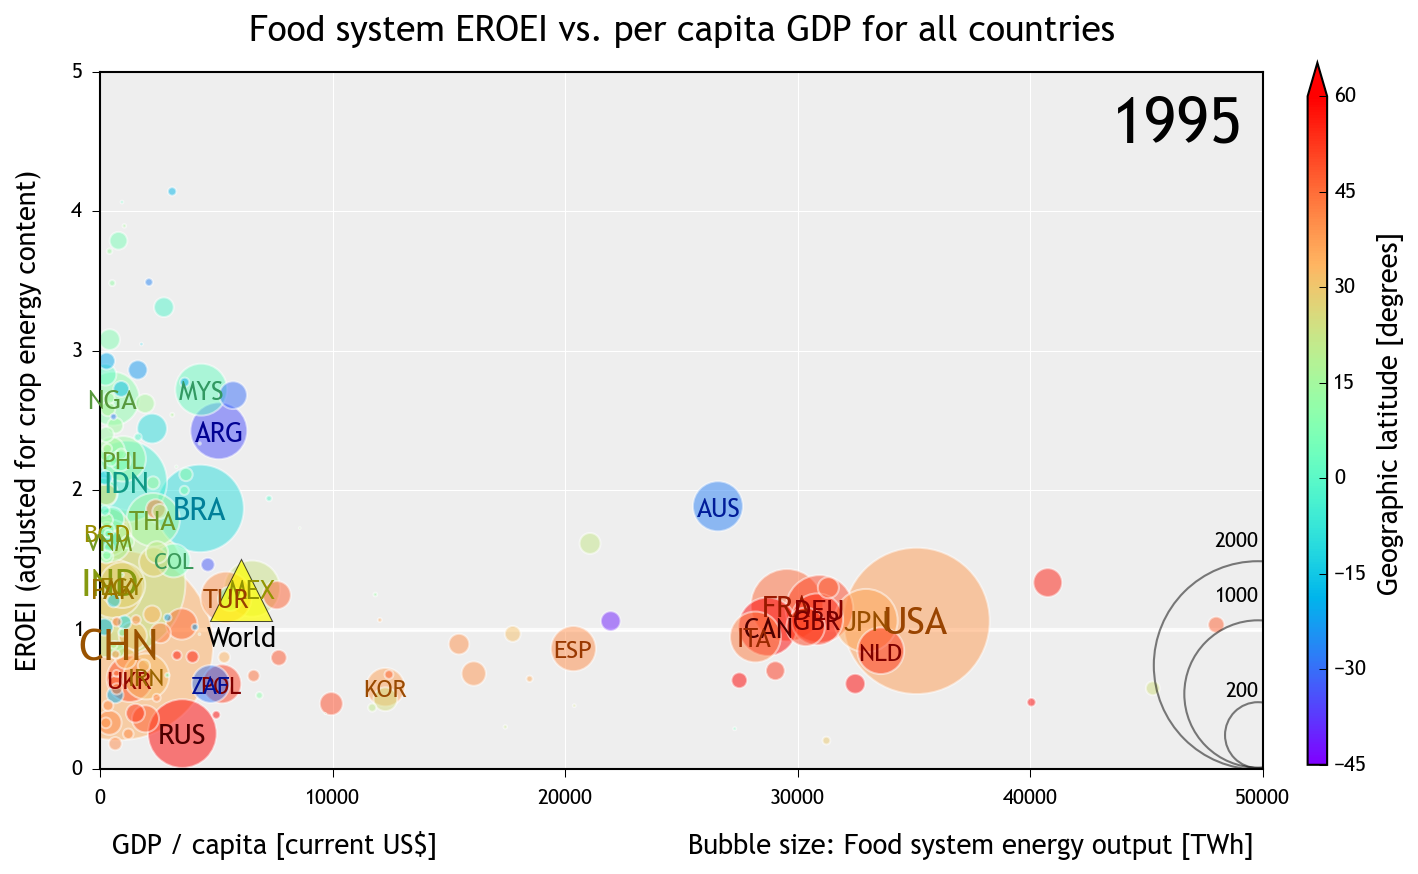 Food system EROEI vs. per capita GDP for all countries
1995
EROEI (adjusted for crop energy content)
5
4
3
2
1
0
0
10000
20000
30000
40000
50000
GDP / capita [current US$]
Bubble size: Food system energy output [TWh]
Geographic latitude [degrees]
60
45
30
15
0
−15
−30
−45
2000
1000
200
NGA
MYS
ARG
PHL
IDN
BRA
THA
BGD
VNM
COL
IND
PAK
EGY
MEX
TUR
World
CHN
UKR
IRN
ZAF
POL
RUS
KOR
ESP
AUS
FRA
DEU
CAN
GBR
ITA
JPN
USA
NLD